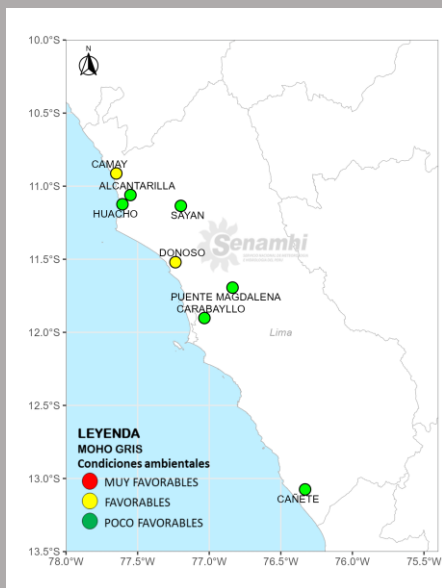 N
10.0°S
10.5°S
11.0°S
11.5°S
12.0°S
12.5°S
13.0°S
13.5°S
CAMAY
ALCANTARILLA
HUACHO
SAYAN
Senamhi
DONOSO
PUENTE MAGDALENA
CARABAYLLO
Lima
CAÑETE
LEYENDA
MOHO GRIS
Condiciones ambientales
MUY FAVORABLES
FAVORABLES
POCO FAVORABLES
78.0°W 77.5°W 77.0°W 76.5°W 76.0°W 75.5°W